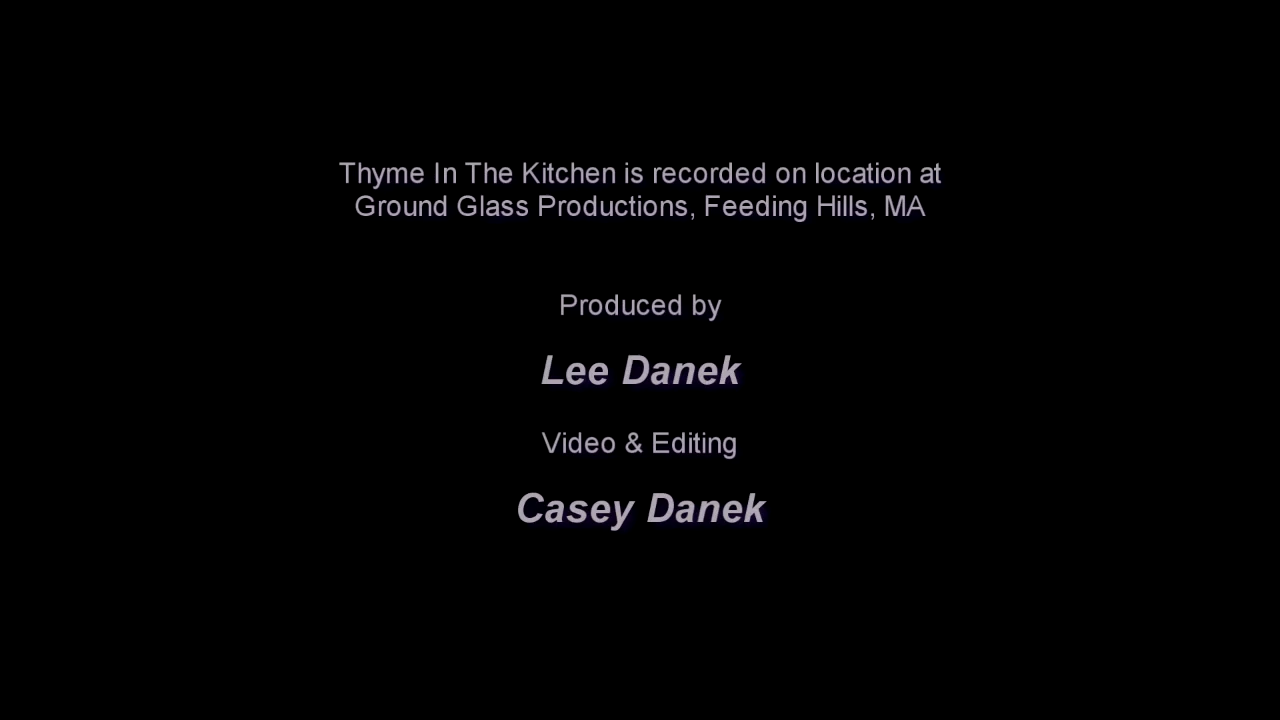 Thyme In The Kitchen is recorded on location at
Ground Glass Productions, Feeding Hills, MA
Produced by
Lee Danek
Video & Editing
Casey Danek